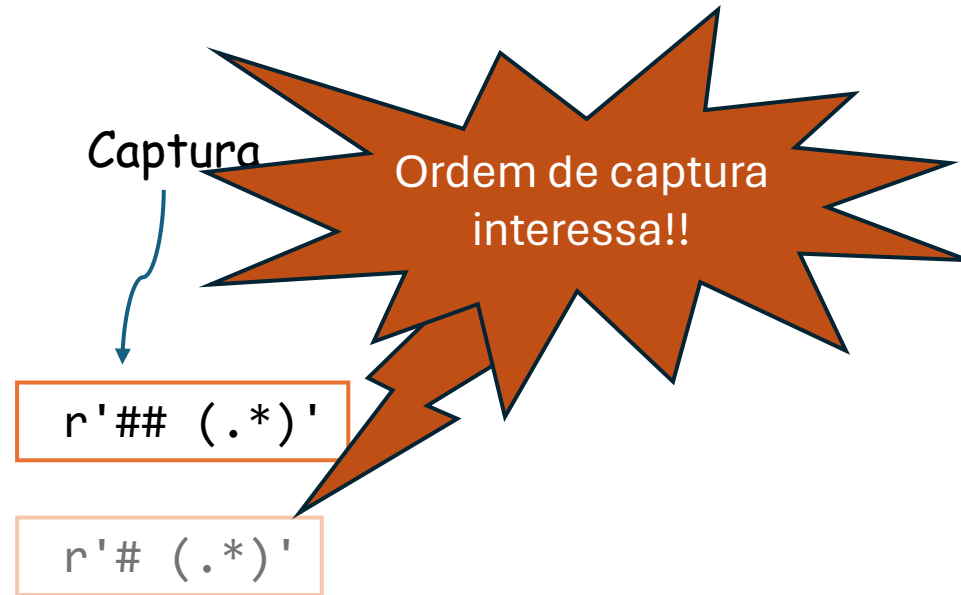 Captura
Ordem de captura
interessa!!
r'## (.*)'
r'# (.*)'